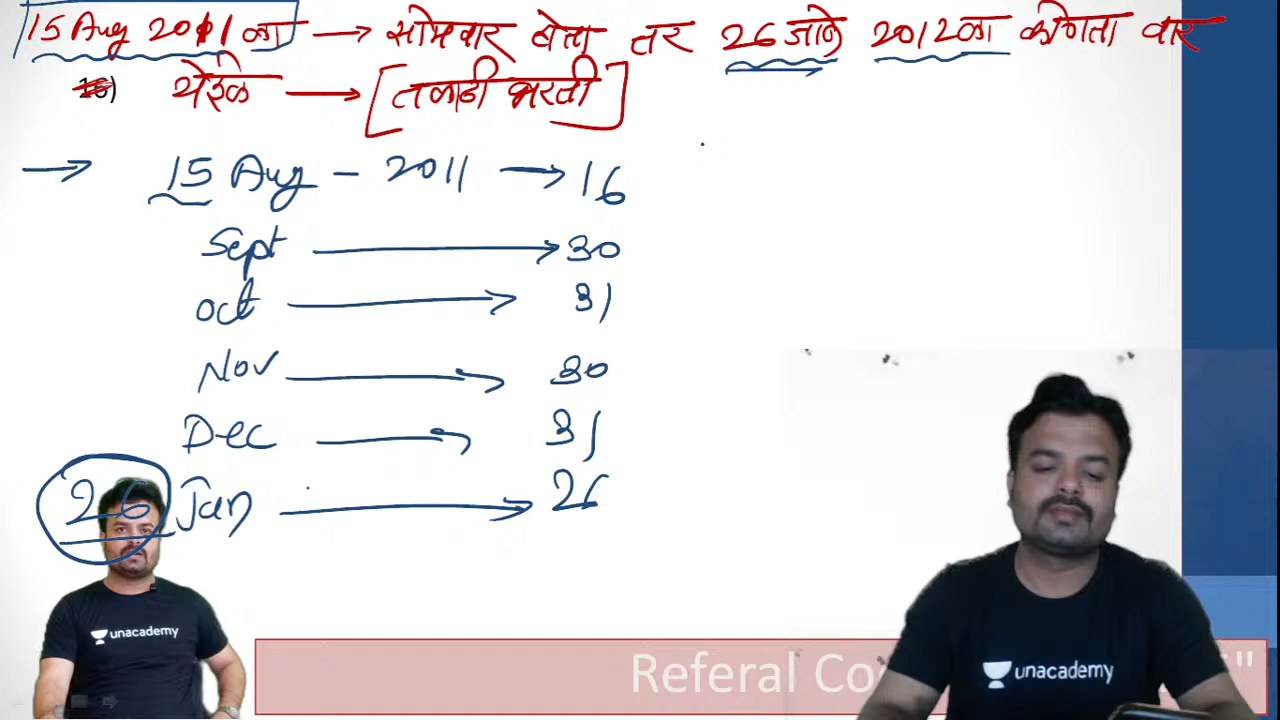 15 Aug 2011 ला → सोमवार होता तर 26 जाने 2012 ला कोणता वार
येईल → [तलाठी भरती]
→ 15 Aug - 2011 → 16
Sept → 30
Oct → 31
Nov → 30
Dec → 31
26 Jan → 26
unacademy
unacademy
Referal Co
"